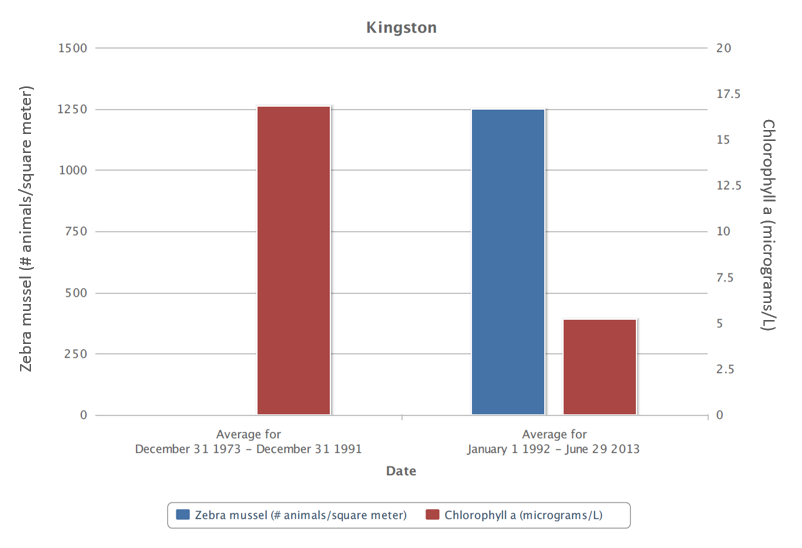 Kingston
Zebra mussel (# animals/square meter)
1500
1250
1000
750
500
250
0
20
17.5
15
12.5
10
7.5
5
2.5
0
Chlorophyll a (micrograms/L)
Average for
December 31 1973 – December 31 1991
Average for
January 1 1992 – June 29 2013
Date
Zebra mussel (# animals/square meter)
Chlorophyll a (micrograms/L)